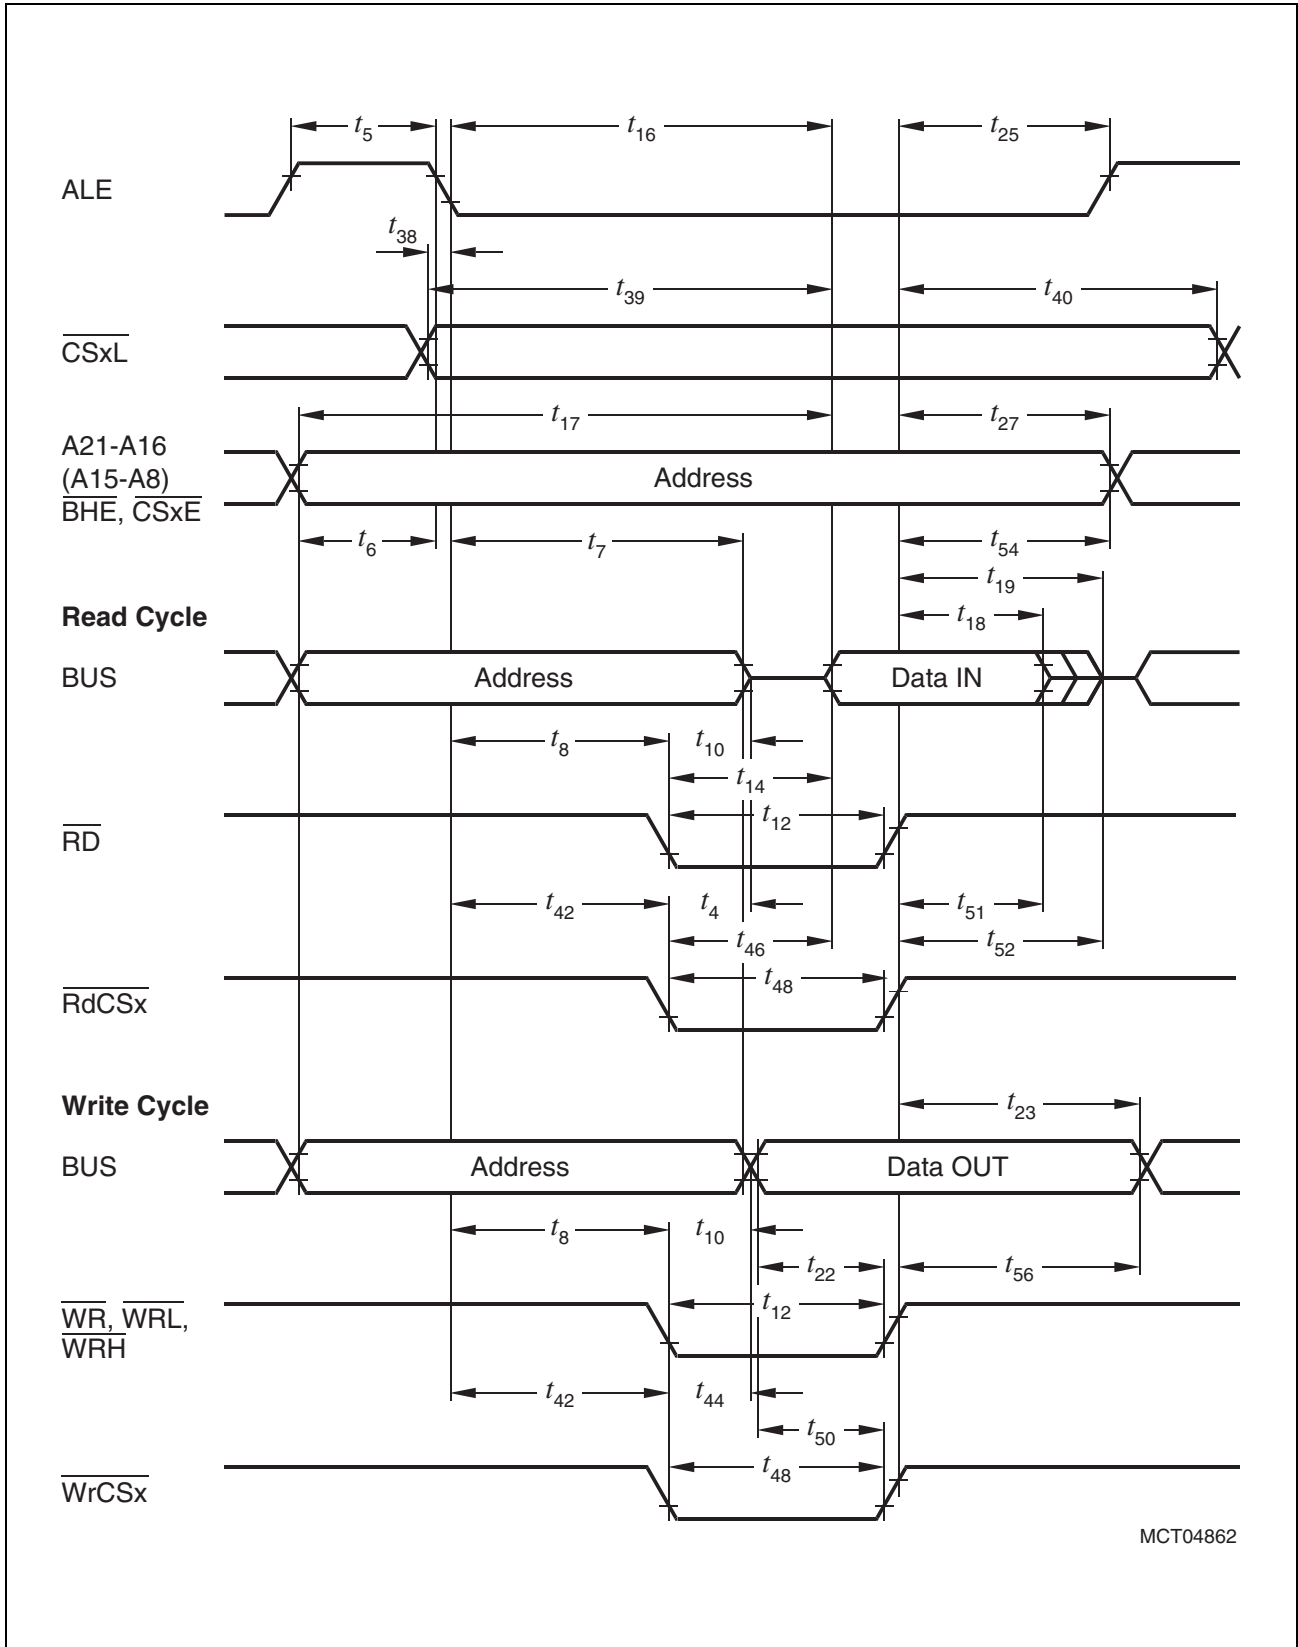 t5 t16 t25
ALE
t38
t39 t40
CSxL
t17 t27
A21-A16
(A15-A8)
BHE, CSxE
Address
t6 t7 t54
t19
Read Cycle
t18
BUS Address Data IN
t8 t10
t14
t12
RD
t42 t4 t51
t46 t52
t48
RdCSx
Write Cycle
t23
BUS Address Data OUT
t8 t10
t22 t56
WR, WRL,
WRH
t12
t42 t44
t50
t48
WrCSx
MCT04862